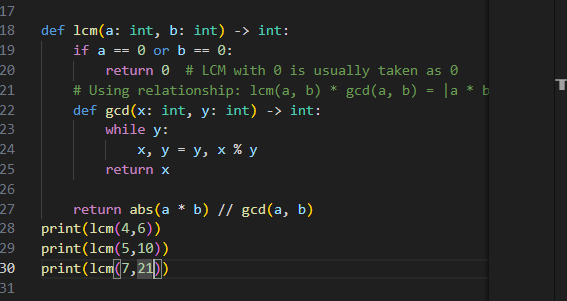 17
18 def lcm(a: int, b: int) -> int:
19     if a == 0 or b == 0:
20         return 0  # LCM with 0 is usually taken as 0
21     # Using relationship: lcm(a, b) * gcd(a, b) = |a * b
22     def gcd(x: int, y: int) -> int:
23         while y:
24             x, y = y, x % y
25         return x
26
27     return abs(a * b) // gcd(a, b)
28 print(lcm(4,6))
29 print(lcm(5,10))
30 print(lcm(7,21))
31